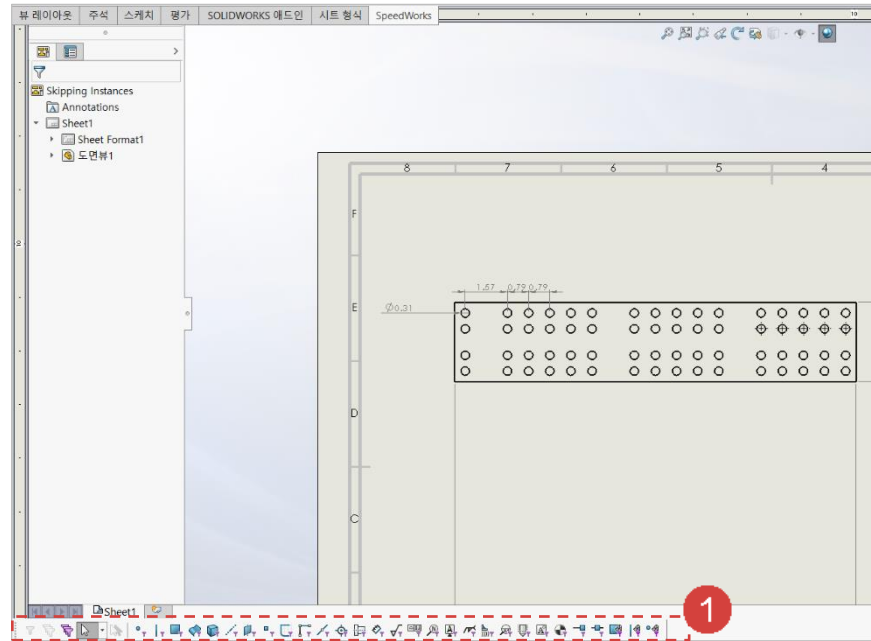 뷰 레이아웃 주석 스케치 평가 SOLIDWORKS 애드인 시트 형식 SpeedWorks
10
Skipping Instances
Annotations
Sheet1
Sheet Format1
도면뷰1
2
8 7 6 5 4
F
E
D
C
1.57 0.79 0.79
Ø0.31
Sheet1
1